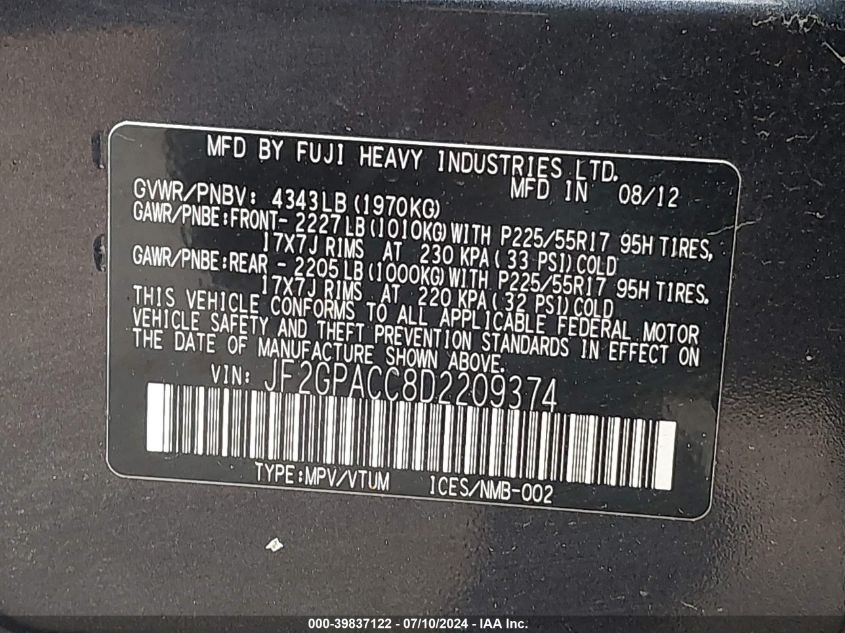 MFD BY FUJI HEAVY INDUSTRIES LTD.
MFD IN 08/12
GVWR/PNBV: 4343LB (1970KG)
GAWR/PNBE:FRONT- 2227LB (1010KG) WITH P225/55R17 95H TIRES,
17X7J RIMS AT 230 KPA( 33 PSI)COLD
GAWR/PNBE:REAR - 2205LB (1000KG) WITH P225/55R17 95H TIRES.
17X7J RIMS AT 220 KPA( 32 PSI)COLD
THIS VEHICLE CONFORMS TO ALL APPLICABLE FEDERAL MOTOR
VEHICLE SAFETY AND THEFT PREVENTION STANDARDS IN EFFECT ON
THE DATE OF MANUFACTURE SHOWN ABOVE.
VIN: JF2GPACC8D2209374
TYPE:MPV/VTUM ICES/NMB-002
000-39837122 - 07/10/2024 - IAAI Inc.